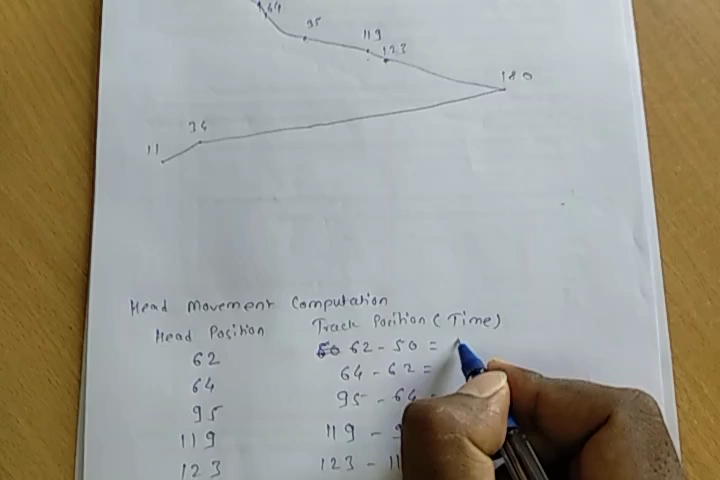 64
95
119
123
180
34
11
Head Movement Computation
Head Position Track Position (Time)
62 62 - 50 =
64 64 - 62 =
95 95 - 64
119 119 -
123 123 - 11